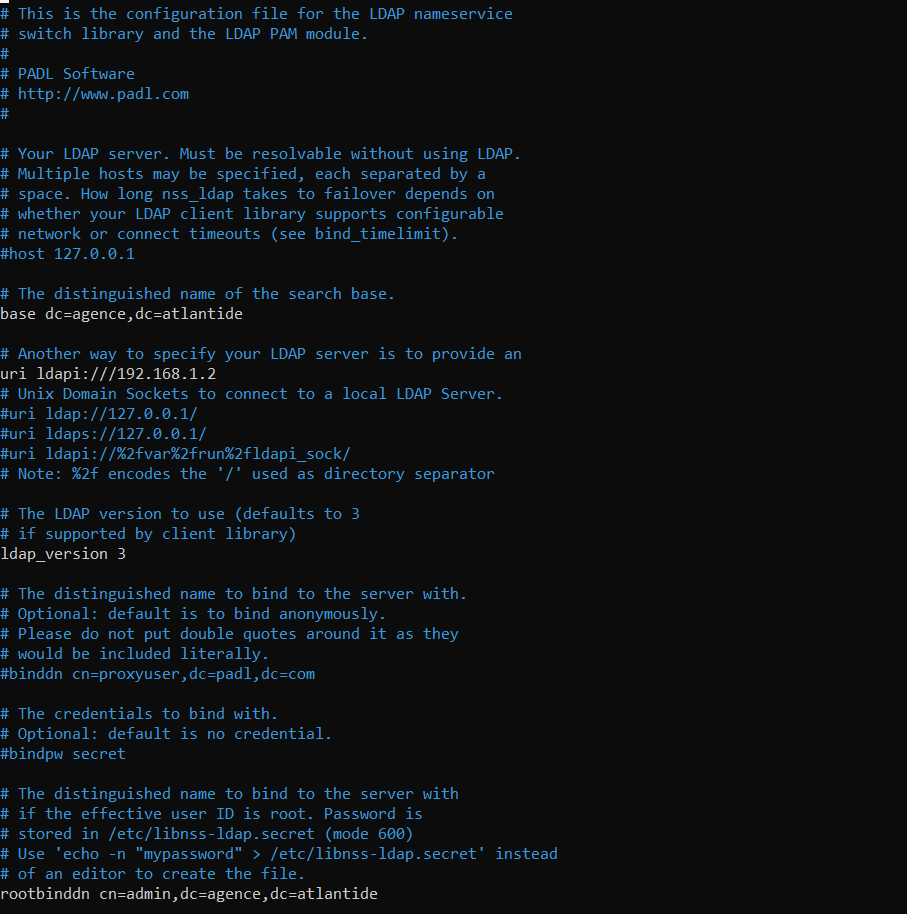 # This is the configuration file for the LDAP nameservice
# switch library and the LDAP PAM module.
#
# PADL Software
# http://www.padl.com
#
# Your LDAP server. Must be resolvable without using LDAP.
# Multiple hosts may be specified, each separated by a
# space. How long nss_ldap takes to failover depends on
# whether your LDAP client library supports configurable
# network or connect timeouts (see bind_timelimit).
#host 127.0.0.1
# The distinguished name of the search base.
base dc=agence,dc=atlantide
# Another way to specify your LDAP server is to provide an
uri ldapi:///192.168.1.2
# Unix Domain Sockets to connect to a local LDAP Server.
#uri ldap://127.0.0.1/
#uri ldaps://127.0.0.1/
#uri ldapi://%2fvar%2frun%2fldapi_sock/
# Note: %2f encodes the '/' used as directory separator
# The LDAP version to use (defaults to 3
# if supported by client library)
ldap_version 3
# The distinguished name to bind to the server with.
# Optional: default is to bind anonymously.
# Please do not put double quotes around it as they
# would be included literally.
#binddn cn=proxyuser,dc=padl,dc=com
# The credentials to bind with.
# Optional: default is no credential.
#bindpw secret
# The distinguished name to bind to the server with
# if the effective user ID is root. Password is
# stored in /etc/libnss-ldap.secret (mode 600)
# Use 'echo -n "mypassword" > /etc/libnss-ldap.secret' instead
# of an editor to create the file.
rootbinddn cn=admin,dc=agence,dc=atlantide